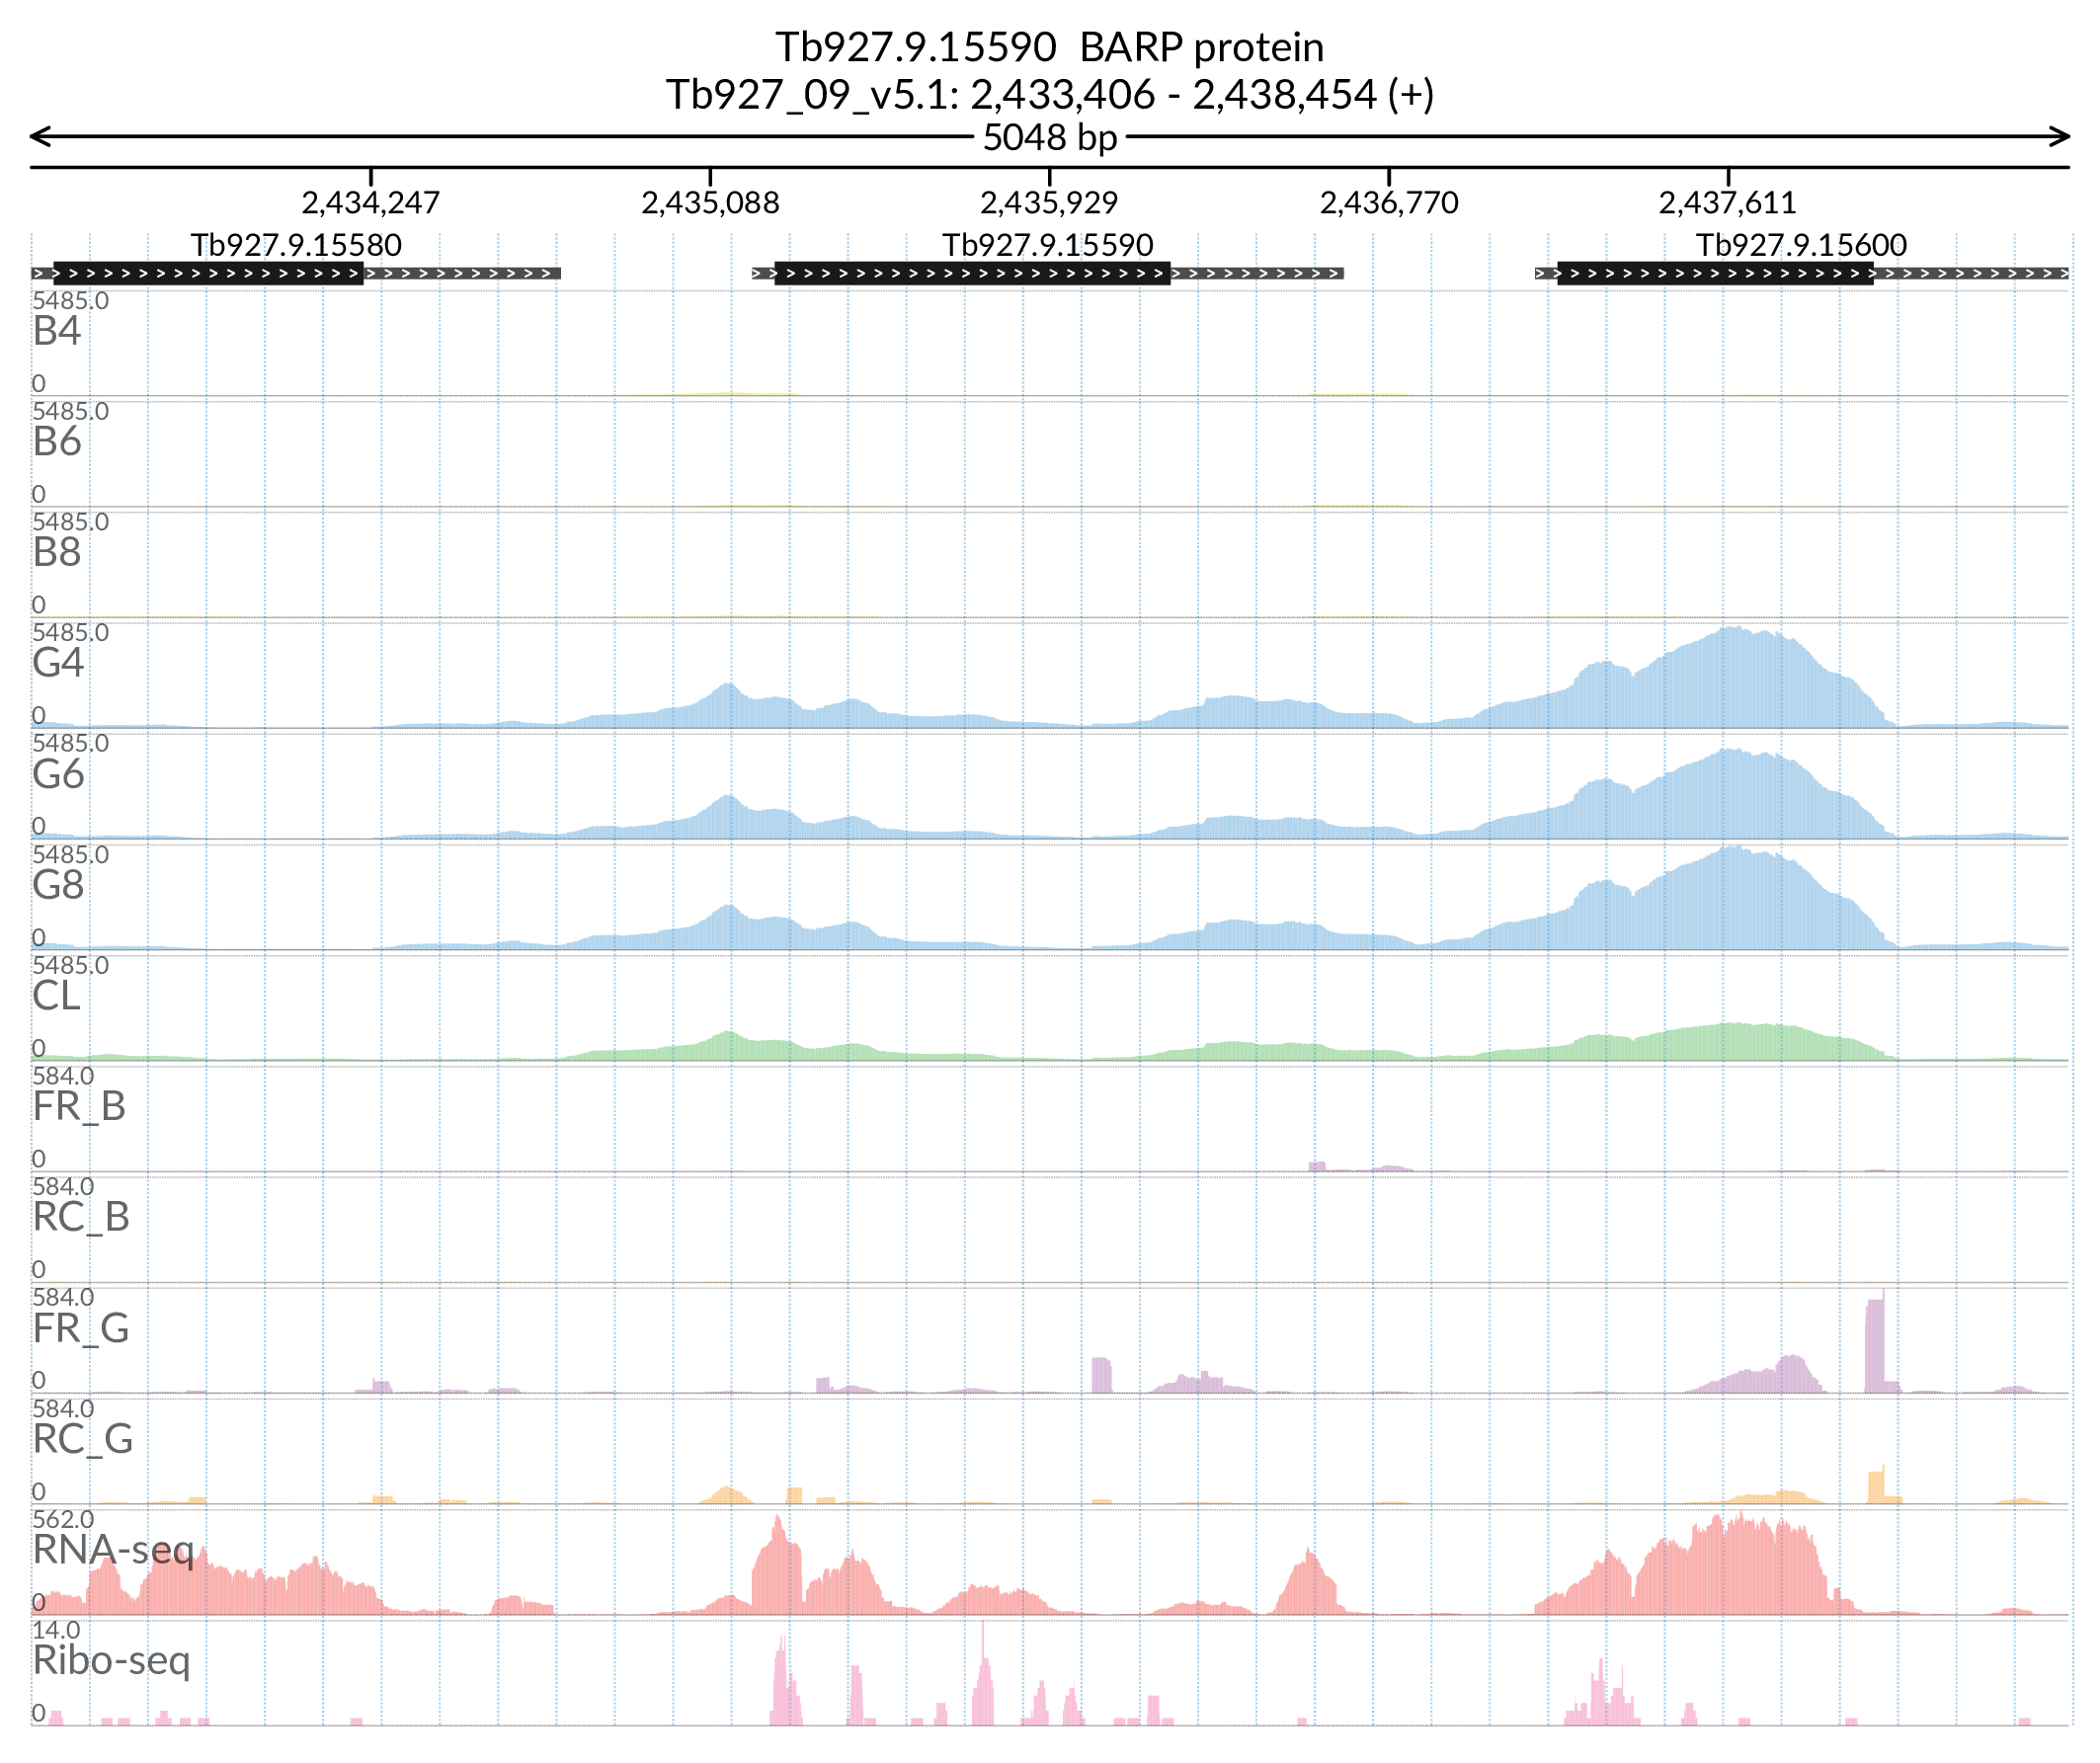 Tb927.9.15590 BARP protein
Tb927_09_v5.1: 2,433,406 - 2,438,454 (+)
5048 bp
2,434,247 2,435,088 2,435,929 2,436,770 2,437,611
Tb927.9.15580 Tb927.9.15590 Tb927.9.15600
5485.0
B4
0
5485.0
B6
0
5485.0
B8
0
5485.0
G4
0
5485.0
G6
0
5485.0
G8
0
5485.0
CL
0
584.0
FR_B
0
584.0
RC_B
0
584.0
FR_G
0
584.0
RC_G
0
562.0
RNA-seq
0
14.0
Ribo-seq
0